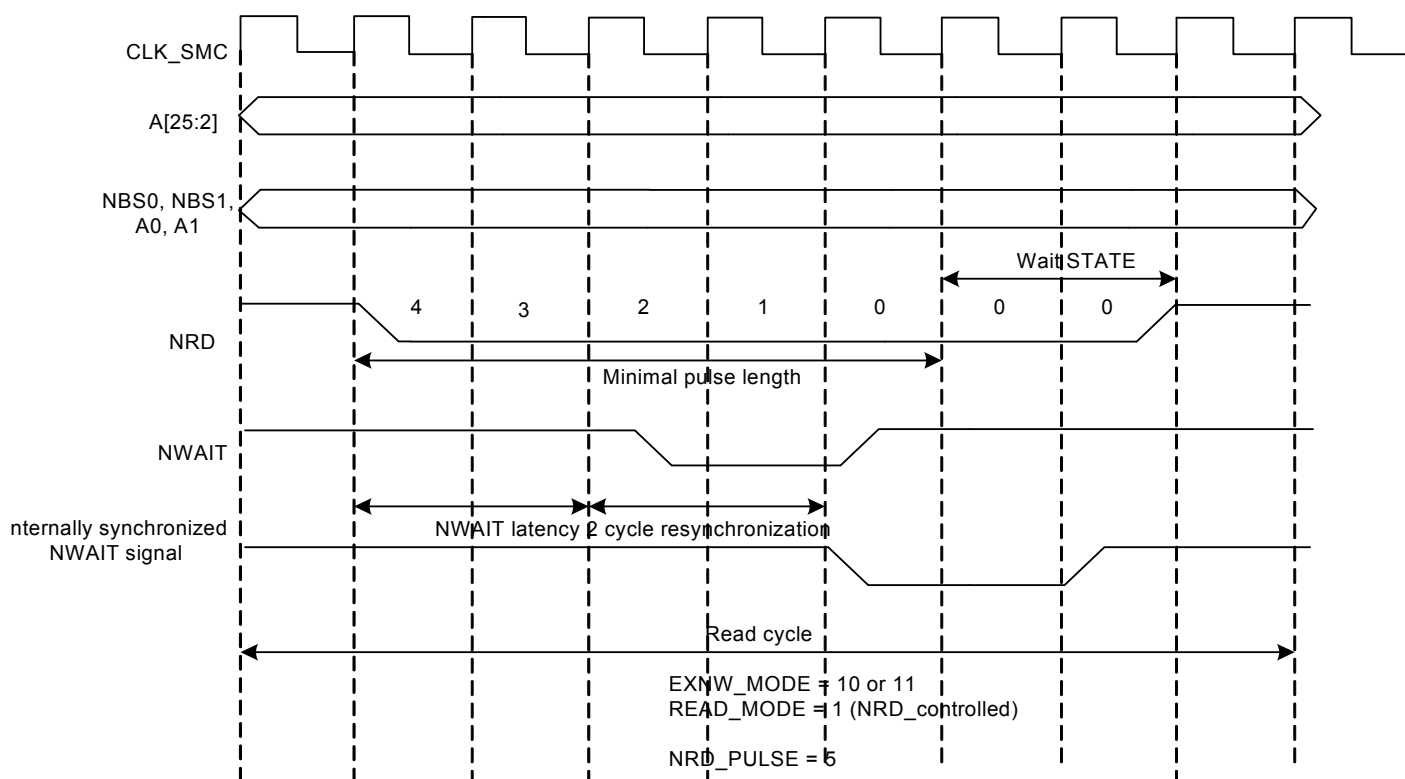 CLK_SMC
A[25:2]
NBS0, NBS1,
A0, A1
Wait STATE
4 3 2 1 0 0 0
NRD
Minimal pulse length
NWAIT
NWAIT latency 2 cycle resynchronization
nternally synchronized
NWAIT signal
Read cycle
EXNW_MODE = 10 or 11
READ_MODE = 1 (NRD_controlled)
NRD_PULSE = 5